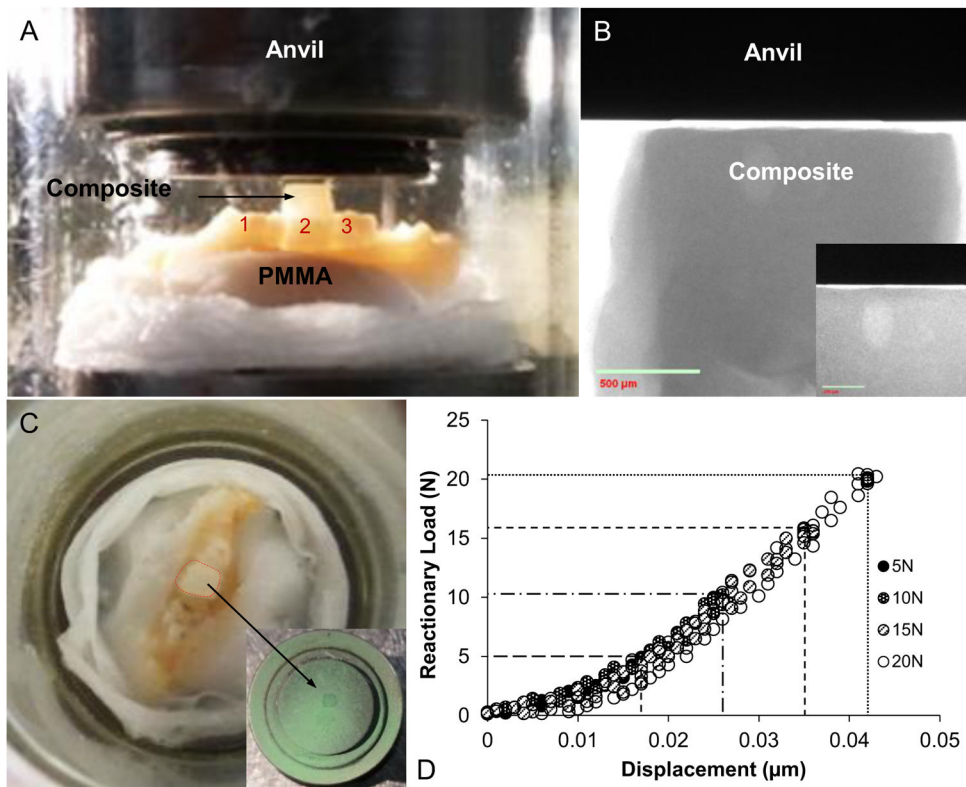 A
Anvil
Composite
1 2 3
PMMA
B
Anvil
Composite
500 µm
C
D
Reactionary Load (N)
25
20
15
10
5
0
0 0.01 0.02 0.03 0.04 0.05
Displacement (µm)
5N
10N
15N
20N